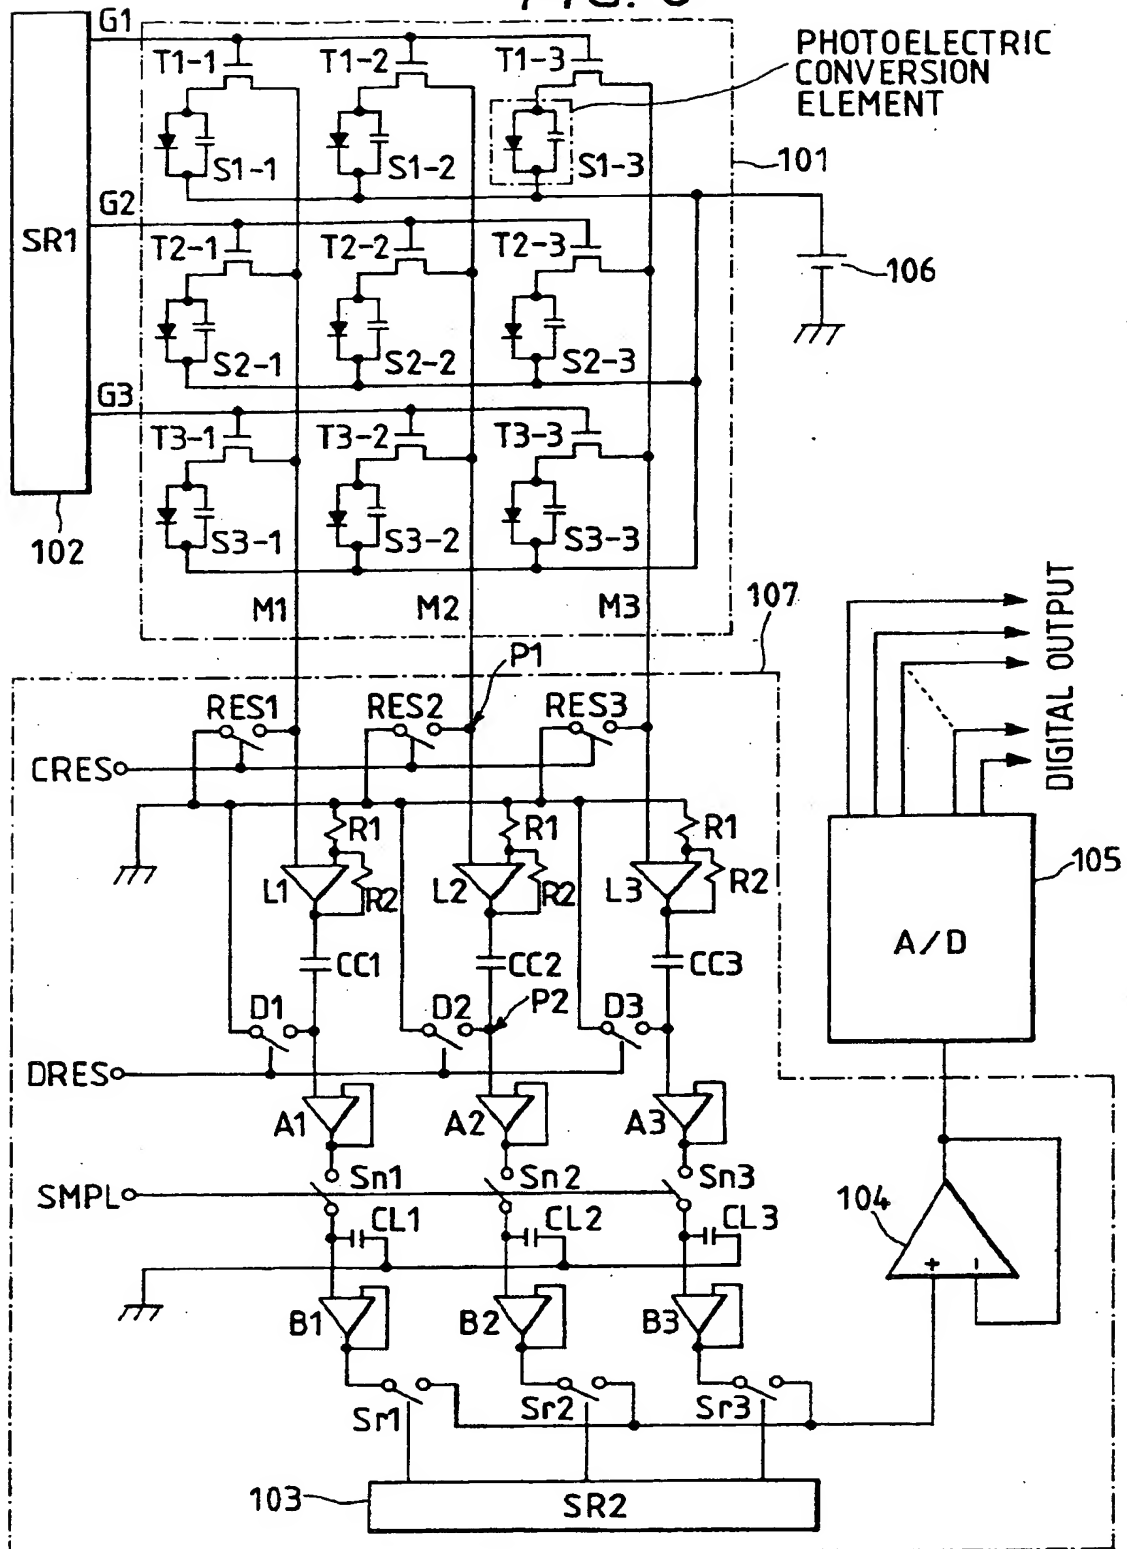 G1
T1-1
T1-2
T1-3
PHOTOELECTRIC
CONVERSION
ELEMENT
S1-1
S1-2
S1-3
101
G2
SR1
T2-1
T2-2
T2-3
106
S2-1
S2-2
S2-3
G3
T3-1
T3-2
T3-3
102
S3-1
S3-2
S3-3
M1
M2
M3
107
P1
DIGITAL OUTPUT
RES1
RES2
RES3
CRES
R1
R1
R1
L1
R2
L2
R2
L3
R2
105
A/D
CC1
CC2
CC3
D1
D2
P2
D3
DRES
A1
A2
A3
Sn1
Sn2
Sn3
SMPL
CL1
CL2
CL3
104
+
-
B1
B2
B3
Sr1
Sr2
Sr3
103
SR2